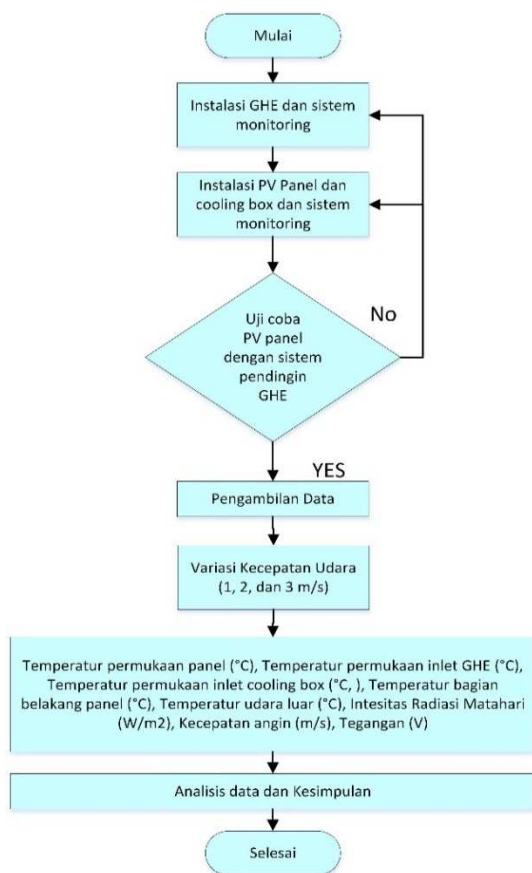 Mulai
Instalasi GHE dan sistem
monitoring
Instalasi PV Panel dan
cooling box dan sistem
monitoring
Uji coba
PV panel
dengan sistem
pendingin
GHE
No
YES
Pengambilan Data
Variasi Kecepatan Udara
(1, 2, dan 3 m/s)
Temperatur permukaan panel (°C), Temperatur permukaan inlet GHE (°C),
Temperatur permukaan inlet cooling box (°C, ), Temperatur bagian
belakang panel (°C), Temperatur udara luar (°C), Intesitas Radiasi Matahari
(W/m2), Kecepatan angin (m/s), Tegangan (V)
Analisis data dan Kesimpulan
Selesai